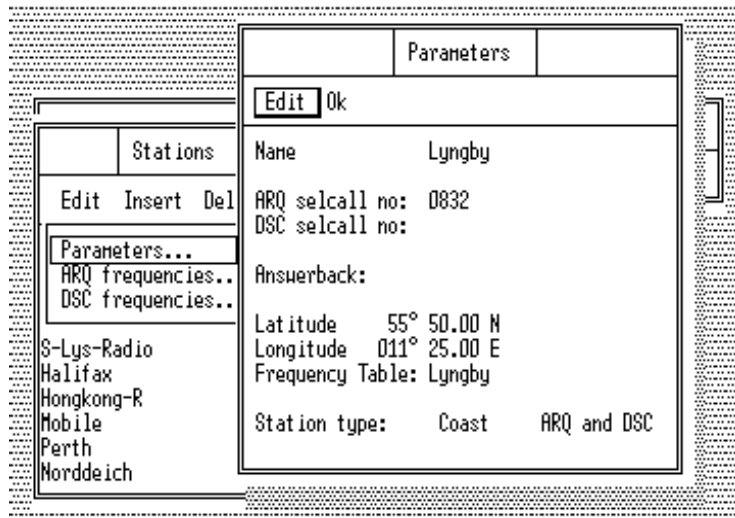 Parameters
Edit Ok
Name Lyngby
ARQ selcall no: 0832
DSC selcall no:
Answerback:
Latitude 55° 50.00 N
Longitude 011° 25.00 E
Frequency Table: Lyngby
Station type: Coast ARQ and DSC
Stations
Edit Insert Del
Parameters...
ARQ frequencies..
DSC frequencies..
S-Lys-Radio
Halifax
Hongkong-R
Mobile
Perth
Norddeich